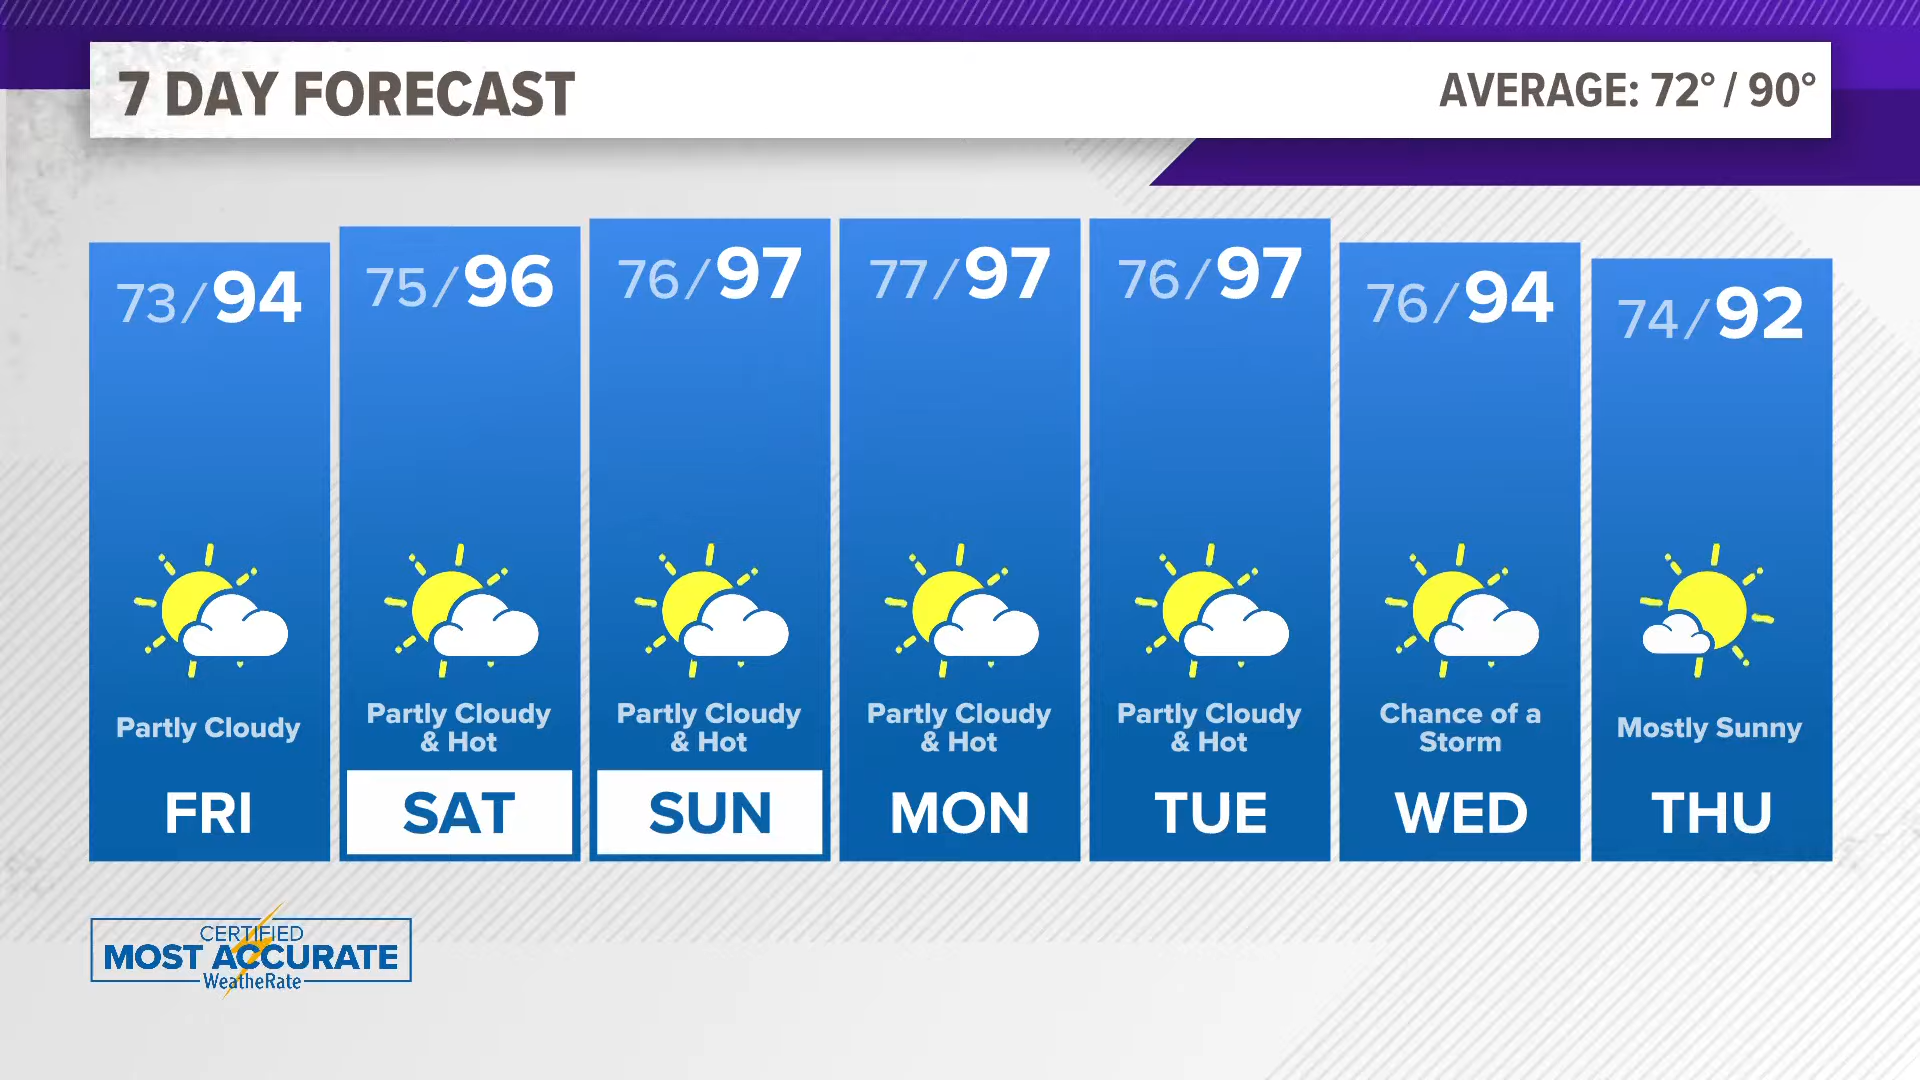 7 DAY FORECAST
AVERAGE: 72° / 90°
73/94
75/96
76/97
77/97
76/97
76/94
74/92
Partly Cloudy
Partly Cloudy
& Hot
Partly Cloudy
& Hot
Partly Cloudy
& Hot
Partly Cloudy
& Hot
Chance of a
Storm
Mostly Sunny
FRI
SAT
SUN
MON
TUE
WED
THU
CERTIFIED
MOST ACCURATE
WeatheRate